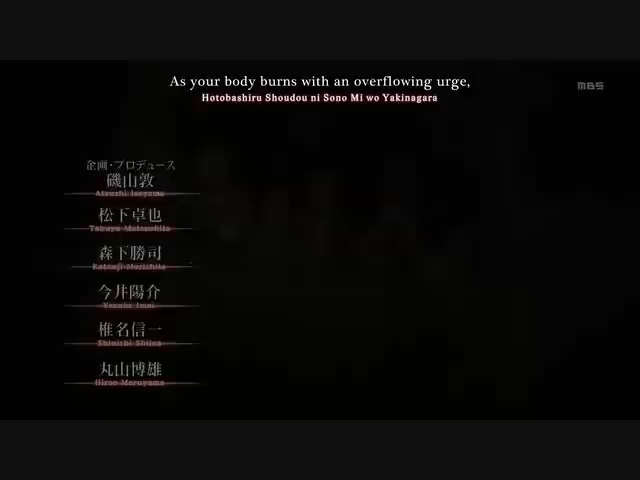 As your body burns with an overflowing urge,
Hotobashiru Shoudou ni Sono Mi wo Yakinagara
MBS
企画・プロデュース
磯山敦
Atsushi Isoyama
松下卓也
Takuya Matsushita
森下勝司
Katsuji Morishita
今井陽介
Yosuke Imai
椎名信一
Shinichi Shiina
丸山博雄
Hiroo Maruyama